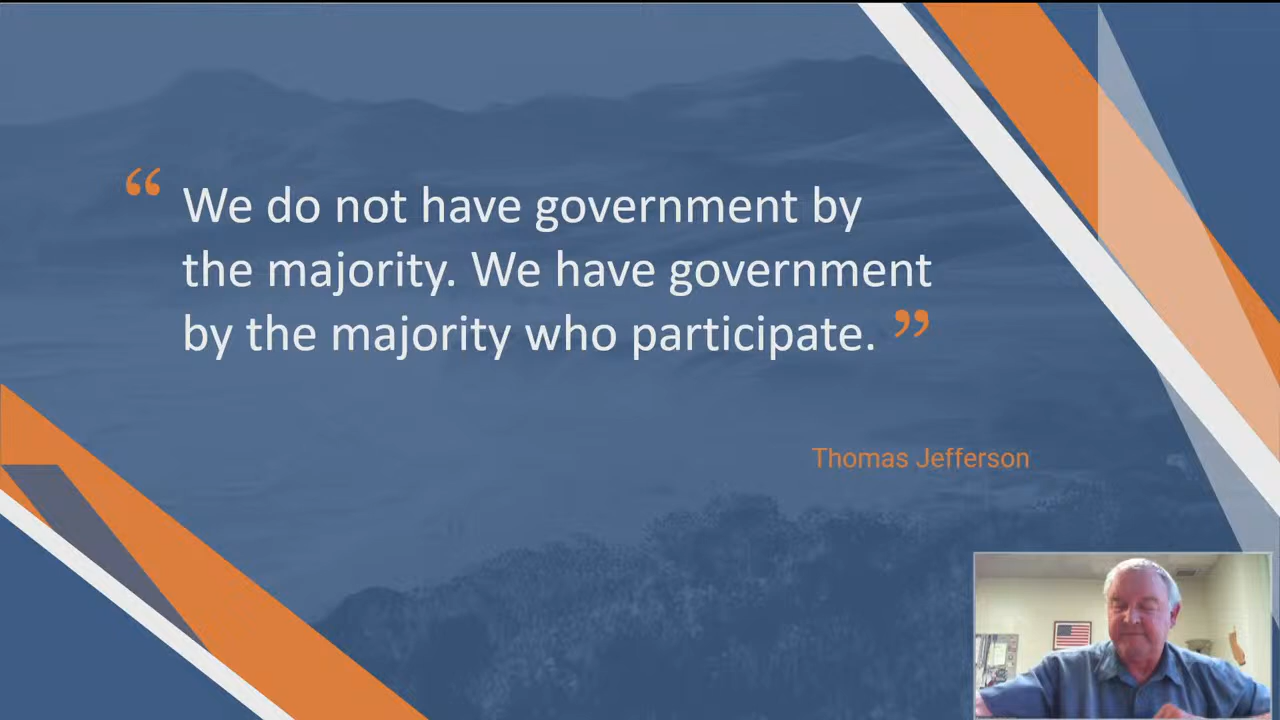 “ We do not have government by
the majority. We have government
by the majority who participate. ”
Thomas Jefferson